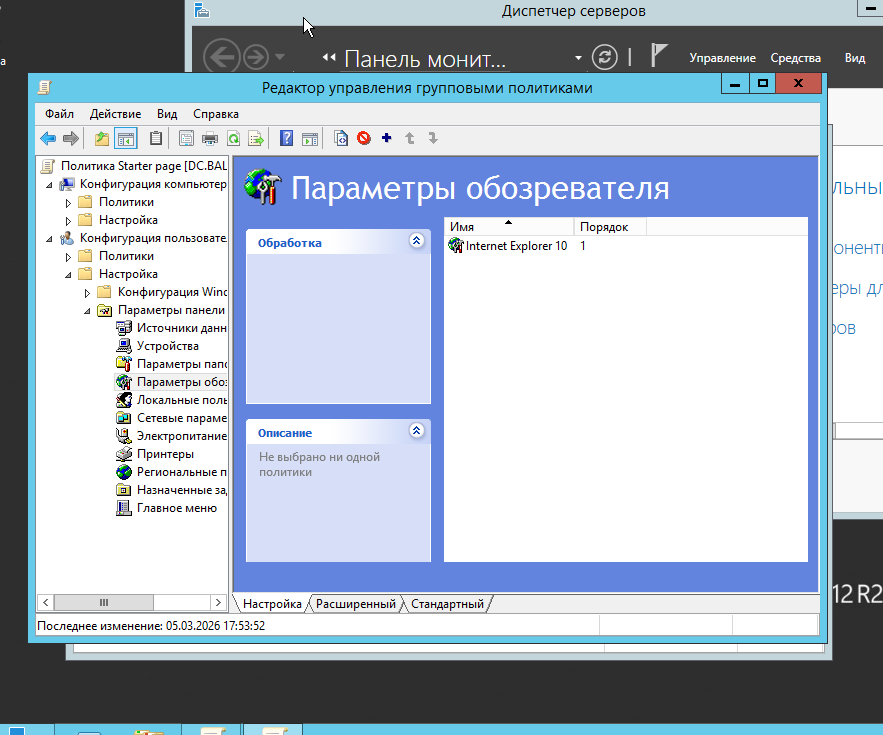 Диспетчер серверов
а
Панель монит...
Управление
Средства
Вид
Редактор управления групповыми политиками
Файл
Действие
Вид
Справка
Политика Starter page [DC.BAL
Конфигурация компьютер
Политики
Настройка
Конфигурация пользовате
Политики
Настройка
Конфигурация Winc
Параметры панели
Источники данн
Устройства
Параметры папо
Параметры обоз
Локальные поль
Сетевые параме
Электропитание
Принтеры
Региональные п
Назначенные за
Главное меню
Параметры обозревателя
Обработка
Описание
Не выбрано ни одной
политики
Имя
Порядок
Internet Explorer 10
1
Настройка
Расширенный
Стандартный
Последнее изменение: 05.03.2026 17:53:52
льны
оненти
еры дл
ров
12 R2